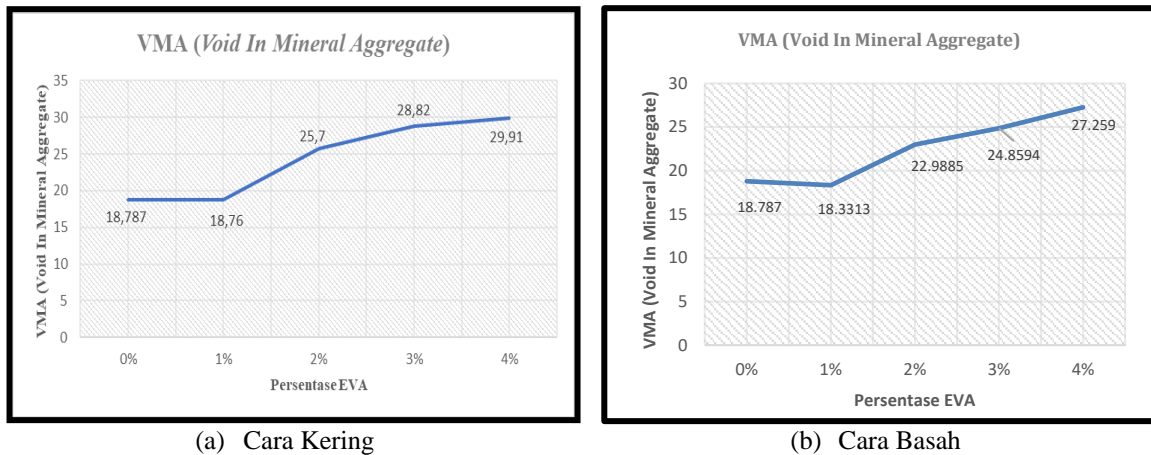 VMA (Void In Mineral Aggregate)
VMA (Void In Mineral Aggregate)
35
30
25
20
15
10
5
0
18,787
18,76
25,7
28,82
29,91
0% 1% 2% 3% 4%
Persentase EVA
(a) Cara Kering
VMA (Void In Mineral Aggregate)
VMA (Void In Mineral Aggregate)
30
25
20
15
10
5
0
18.787
18.3313
22.9885
24.8594
27.259
0% 1% 2% 3% 4%
Persentase EVA
(b) Cara Basah